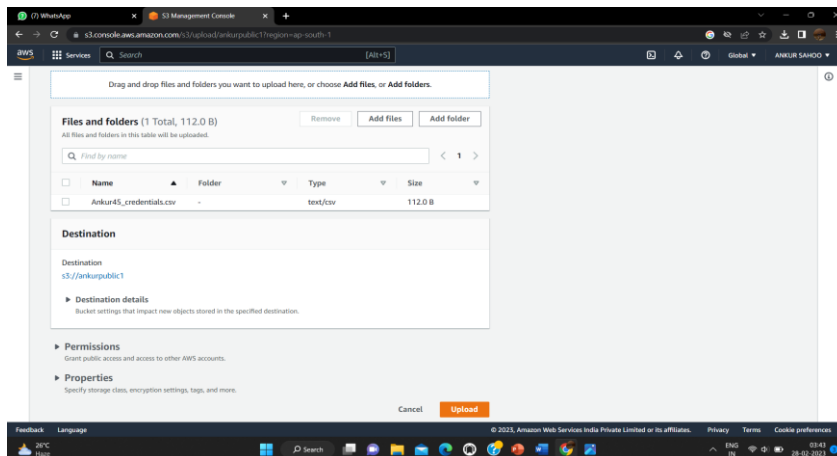 (7) WhatsApp
S3 Management Console
s3.console.aws.amazon.com/s3/upload/ankurpublic1?region=ap-south-1
aws
Services
Search
[Alt+S]
Global
ANKUR SAHOO
Drag and drop files and folders you want to upload here, or choose Add files, or Add folders.
Files and folders (1 Total, 112.0 B)
Remove
Add files
Add folder
All files and folders in this table will be uploaded.
Find by name
1
Name
Folder
Type
Size
Ankur45_credentials.csv
-
text/csv
112.0 B
Destination
Destination
s3://ankurpublic1
Destination details
Bucket settings that impact new objects stored in the specified destination.
Permissions
Grant public access and access to other AWS accounts.
Properties
Specify storage class, encryption settings, tags, and more.
Cancel
Upload
Feedback
Language
© 2023, Amazon Web Services India Private Limited or its affiliates.
Privacy
Terms
Cookie preferences
26°C
Haze
Search
ENG
IN
03:43
28-02-2023